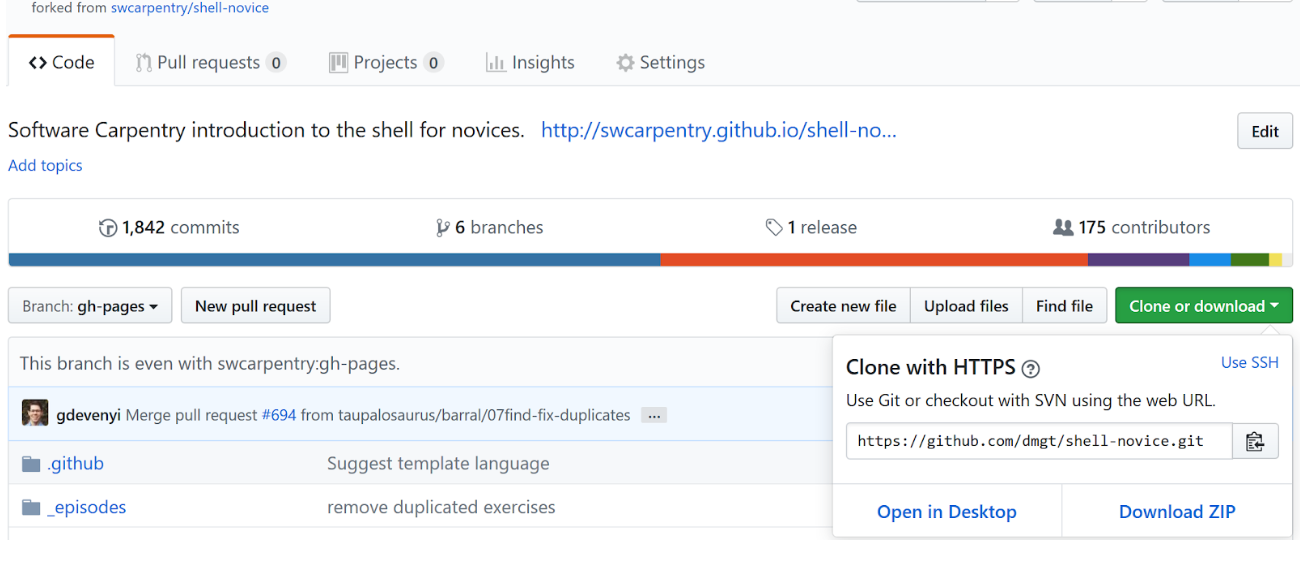 forked from swcarpentry/shell-novice
Code Pull requests 0 Projects 0 Insights Settings
Software Carpentry introduction to the shell for novices. http://swcarpentry.github.io/shell-no...
Edit
Add topics
1,842 commits 6 branches 1 release 175 contributors
Branch: gh-pages New pull request Create new file Upload files Find file Clone or download
This branch is even with swcarpentry:gh-pages.
gdevenyi Merge pull request #694 from taupalosaurus/barral/07find-fix-duplicates ...
.github Suggest template language
_episodes remove duplicated exercises
Clone with HTTPS ? Use SSH
Use Git or checkout with SVN using the web URL.
https://github.com/dmgt/shell-novice.git
Open in Desktop Download ZIP